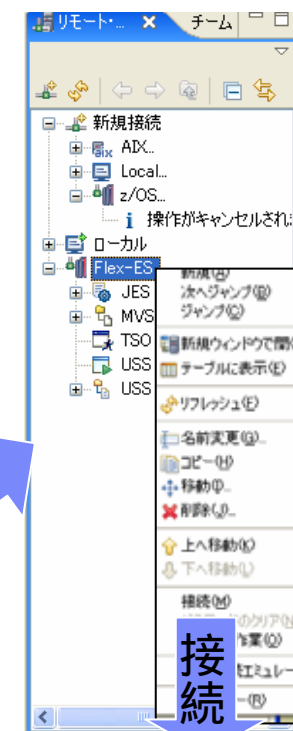 リモート・... チーム
新規接続
AIX...
Local...
z/OS...
操作がキャンセルされ
ローカル
Flex-ES
JES
MVS
TSO
USS
USS
新規(W)
次へジャンプ(D)
ジャンプ(C)
新規ウィンドウで開
テーブルに表示(E)
リフレッシュ(F)
名前変更(G)...
コピー(H)
移動(I)...
削除(J)...
上へ移動(K)
下へ移動(L)
接続(M)
のクリア(N
作業(O)
エミュレー
ー(R)
接
続